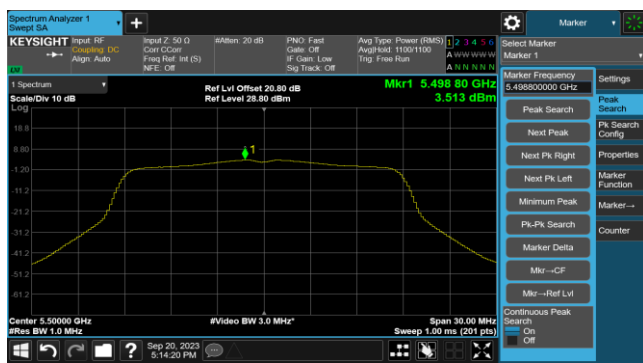 Spectrum Analyzer 1
Swept SA
+
Marker
KEYSIGHT
Input: RF
Coupling: DC
Align: Auto
Input Z: 50 Ω
Corr CCorr
Freq Ref: Int (S)
NFE: Off
#Atten: 20 dB
PNO: Fast
Gate: Off
IF Gain: Low
Sig Track: Off
Avg Type: Power (RMS)
Avg|Hold: 1100/1100
Trig: Free Run
1 2 3 4 5 6
A W W W W W
A N N N N N
LXI
Select Marker
Marker 1
1 Spectrum
Scale/Div 10 dB
Log
Ref Lvl Offset 20.80 dB
Ref Level 28.80 dBm
Mkr1 5.498 80 GHz
3.513 dBm
Marker Frequency
5.498800000 GHz
Peak Search
Next Peak
Next Pk Right
Next Pk Left
Minimum Peak
Pk-Pk Search
Marker Delta
Mkr→CF
Mkr→Ref Lvl
Continuous Peak
Search
On
Off
Settings
Peak
Search
Pk Search
Config
Properties
Marker
Function
Marker→
Counter
18.8
8.80
-1.20
-11.2
-21.2
-31.2
-41.2
-51.2
-61.2
1
Center 5.50000 GHz
#Res BW 1.0 MHz
#Video BW 3.0 MHz*
Span 30.00 MHz
Sweep 1.00 ms (201 pts)
?
Sep 20, 2023
5:14:20 PM